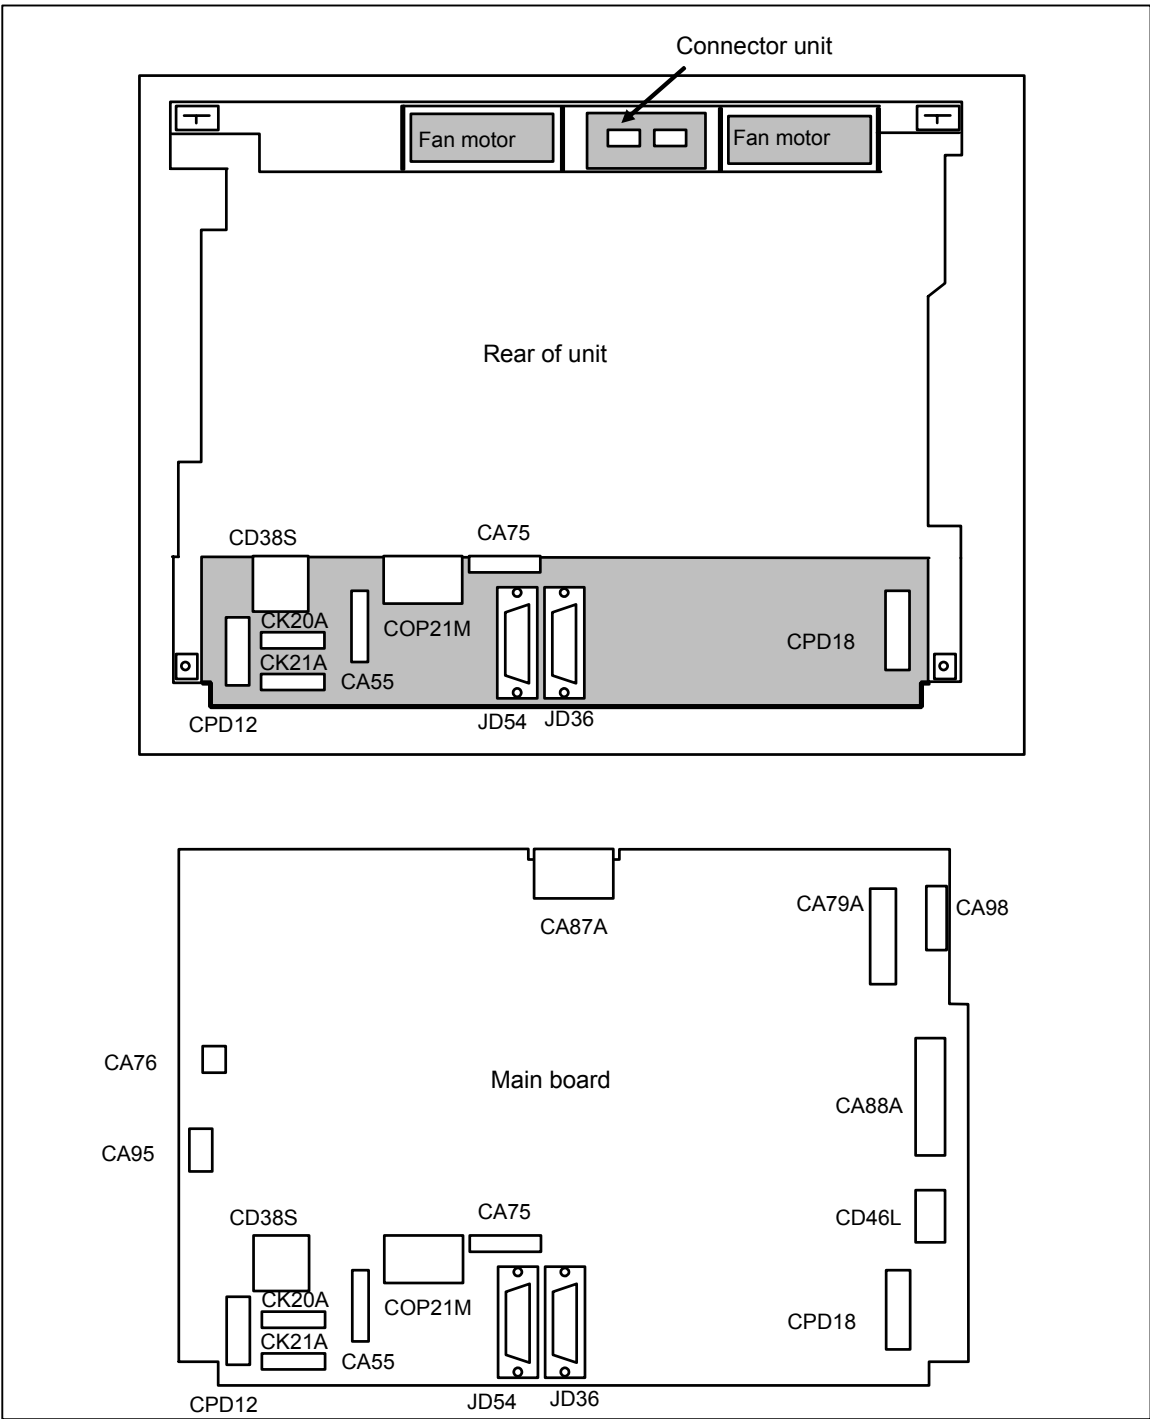 Connector unit
Fan motor
Fan motor
Rear of unit
CD38S
CA75
CK20A
COP21M
CPD18
CK21A
CA55
CPD12
JD54
JD36
CA79A
CA98
CA87A
CA76
Main board
CA88A
CA95
CD38S
CA75
CD46L
CK20A
COP21M
CPD18
CK21A
CA55
CPD12
JD54
JD36